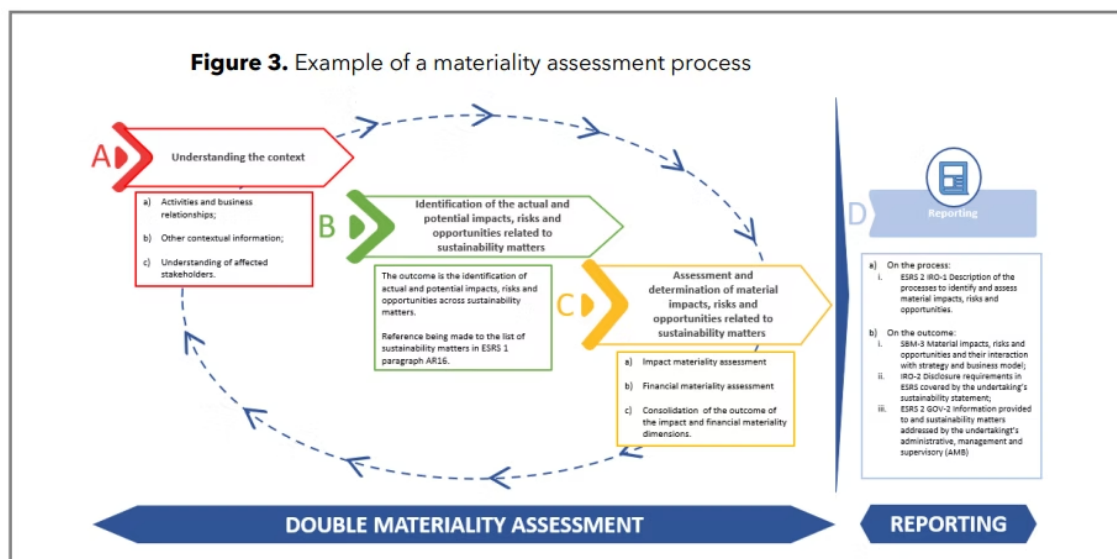 Figure 3. Example of a materiality assessment process
A
Understanding the context
a) Activities and business
relationships;
b) Other contextual information;
c) Understanding of affected
stakeholders.
B
Identification of the actual and
potential impacts, risks and
opportunities related to
sustainability matters
The outcome is the identification of
actual and potential impacts, risks and
opportunities across sustainability
matters.
Reference being made to the list of
sustainability matters in ESRS 1
paragraph AR16.
C
Assessment and
determination of material
impacts, risks and
opportunities related to
sustainability matters
a) Impact materiality assessment
b) Financial materiality assessment
c) Consolidation of the outcome of
the impact and financial materiality
dimensions.
D
Reporting
a) On the process:
i. ESRS 2 IRO-1 Description of the
processes to identify and assess
material impacts, risks and
opportunities.
b) On the outcome:
i. SBM-3 Material impacts, risks and
opportunities and their interaction
with strategy and business model;
ii. IRO-2 Disclosure requirements in
ESRS covered by the undertaking's
sustainability statement;
iii. ESRS 2 GOV-2 Information provided
to and sustainability matters
addressed by the undertakingt's
administrative, management and
supervisory (AMB)
DOUBLE MATERIALITY ASSESSMENT
REPORTING